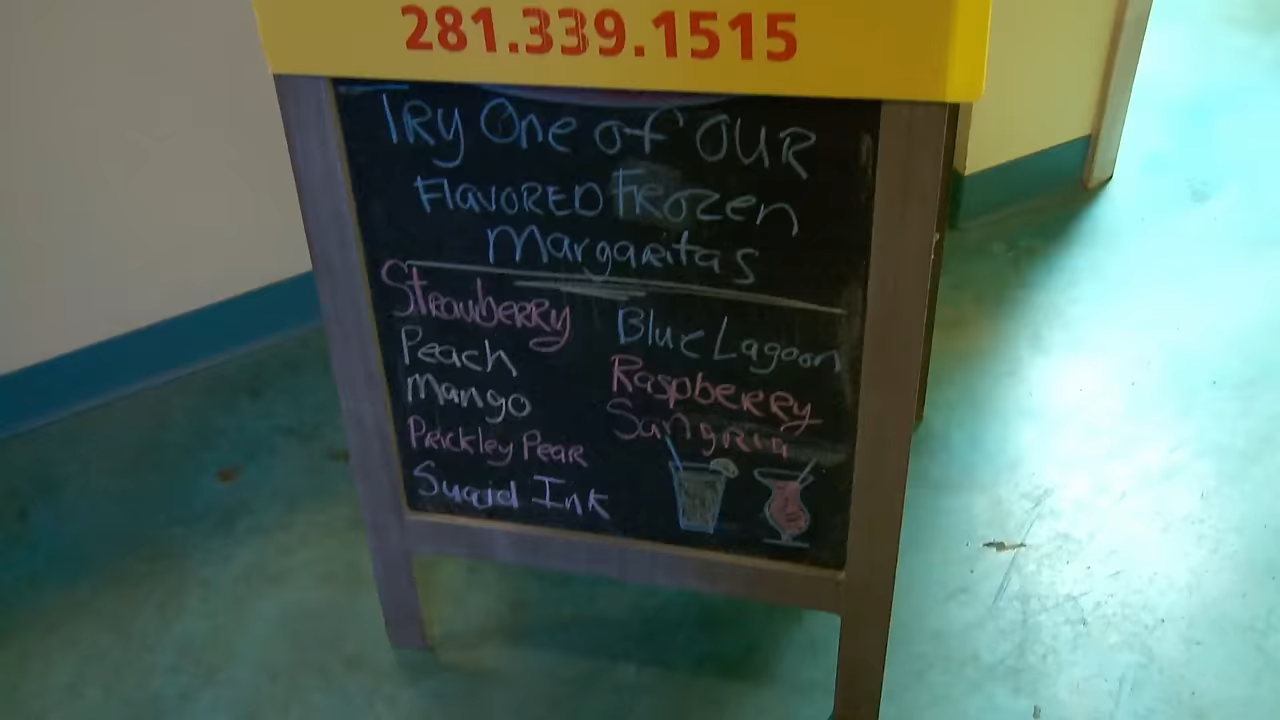 281.339.1515
Try One of OUR
Flavored Frozen
Margaritas
Strawberry
Peach
Mango
Prickley Pear
Squid Ink
Blue Lagoon
Raspberry
Sangria